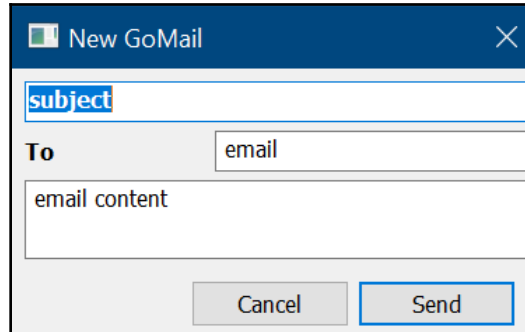 New GoMail
subject
To email
email content
Cancel Send